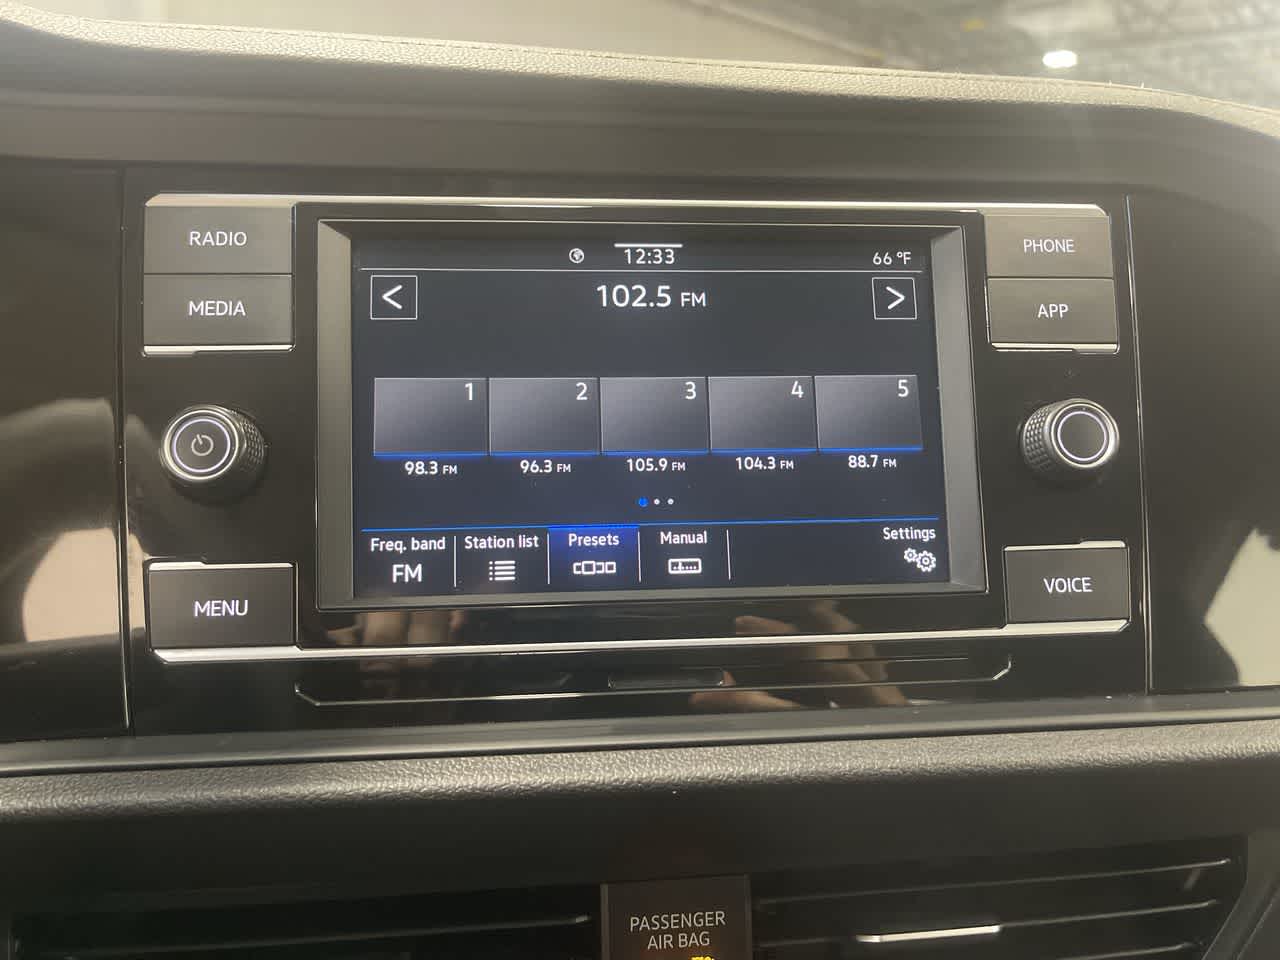 RADIO
MEDIA
MENU
12:33
66 °F
<
102.5 FM
>
1
2
3
4
5
98.3 FM
96.3 FM
105.9 FM
104.3 FM
88.7 FM
Freq. band
FM
Station list
Presets
Manual
Settings
PHONE
APP
VOICE
PASSENGER
AIR BAG